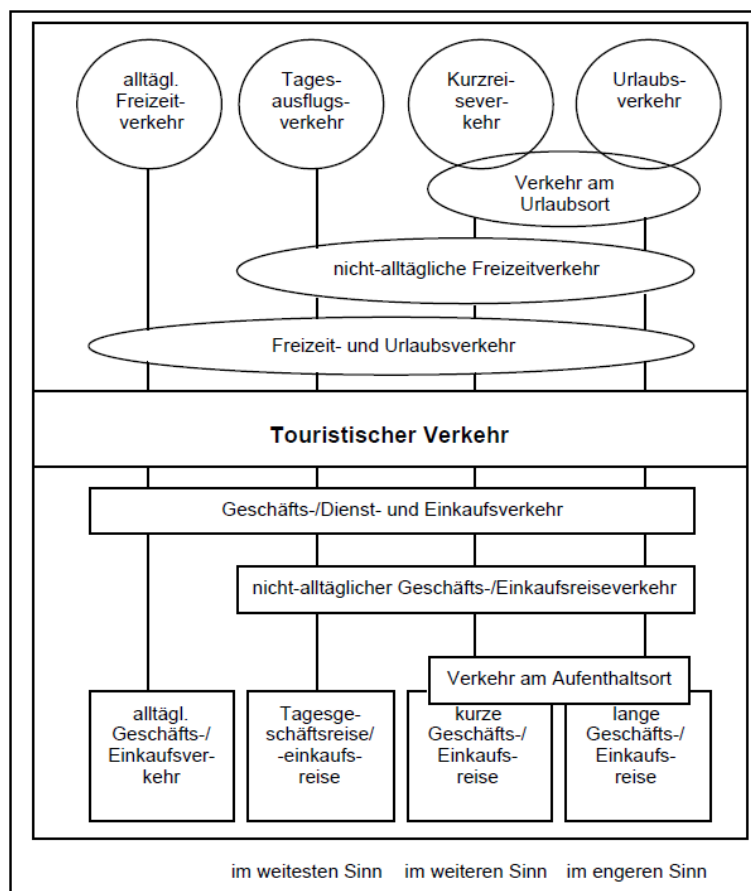 alltägl.
Freizeit-
verkehr
Tages-
ausflugs-
verkehr
Kurzrei-
sever-
kehr
Urlaubs-
verkehr
Verkehr am
Urlaubsort
nicht-alltägliche Freizeitverkehr
Freizeit- und Urlaubsverkehr
Touristischer Verkehr
Geschäfts-/Dienst- und Einkaufsverkehr
nicht-alltäglicher Geschäfts-/Einkaufsreiseverkehr
Verkehr am Aufenthaltsort
alltägl.
Geschäfts-/
Einkaufsver-
kehr
Tagesge-
schäftsreise/
-einkaufs-
reise
kurze
Geschäfts-/
Einkaufs-
reise
lange
Geschäfts-/
Einkaufs-
reise
im weitesten Sinn im weiteren Sinn im engeren Sinn